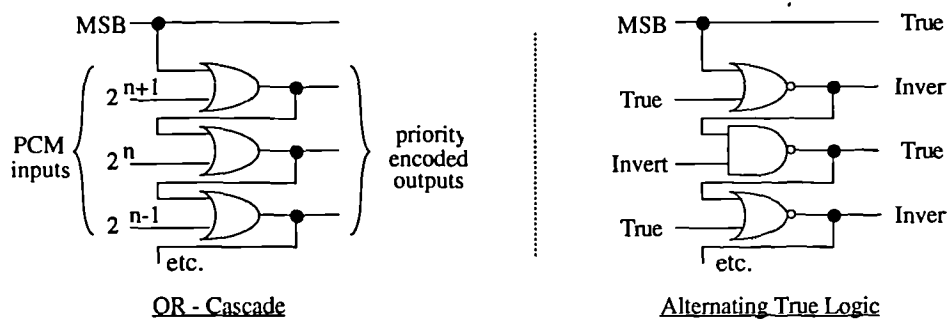 MSB
2 n+1
PCM inputs
2 n
2 n-1
etc.
priority encoded outputs
OR - Cascade
MSB
True
True
Inver
Invert
True
True
Inver
etc.
Alternating True Logic